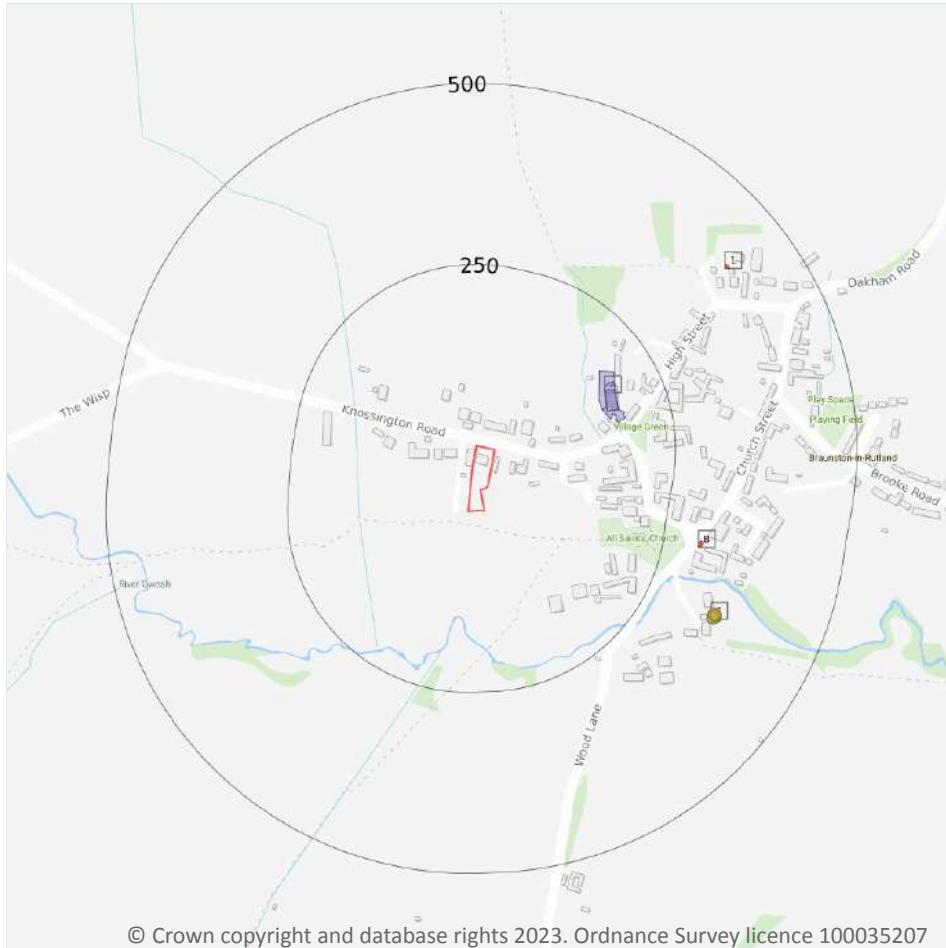 500
250
1
Oakham Road
High Street
The Wisp
Knossington Road
Village Green
Play Space
Playing Field
Church Street
Braunston-in-Rutland
Brooke Road
All Saints' Church
B
River Gwash
Wood Lane
© Crown copyright and database rights 2023. Ordnance Survey licence 100035207